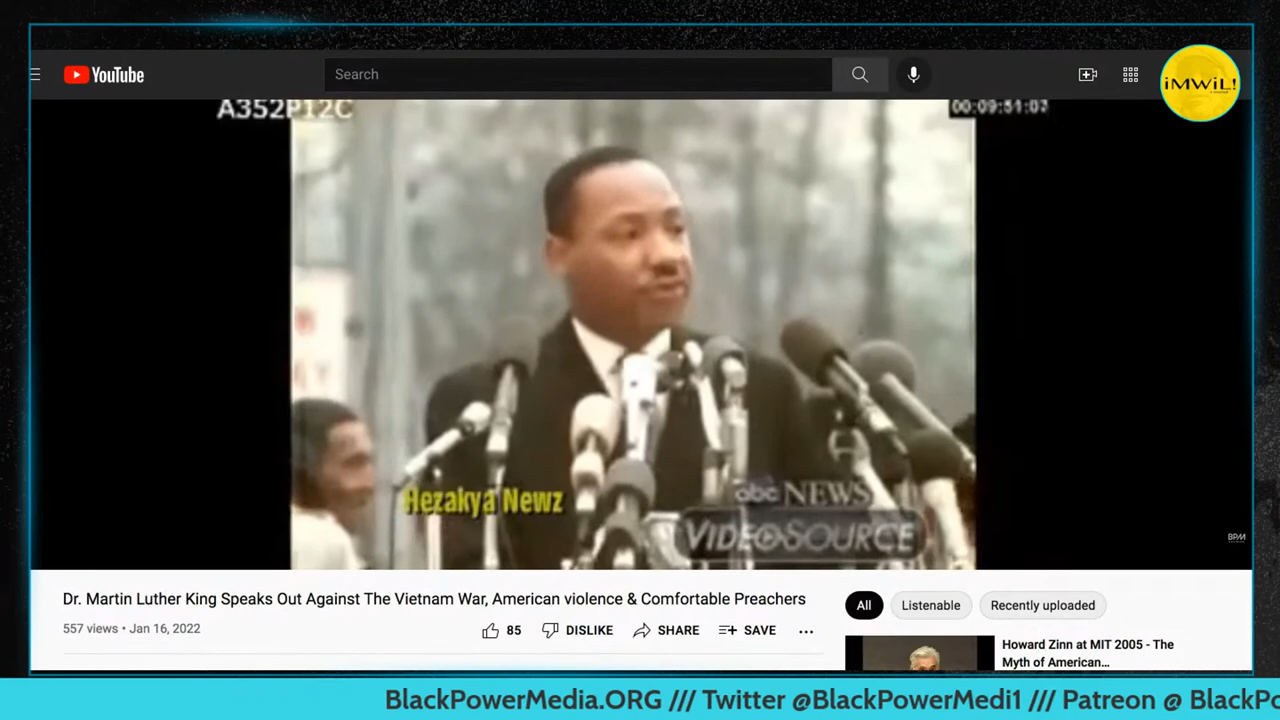 YouTube
Search
iMWiL!
A352P12C
00:09:51:07
Hezakya Newz
abc NEWS
VIDEOSOURCE
BPM
Dr. Martin Luther King Speaks Out Against The Vietnam War, American violence & Comfortable Preachers
557 views • Jan 16, 2022
85
DISLIKE
SHARE
SAVE
All
Listenable
Recently uploaded
Howard Zinn at MIT 2005 - The
Myth of American...
BlackPowerMedia.ORG /// Twitter @BlackPowerMedi1 /// Patreon @ BlackPo